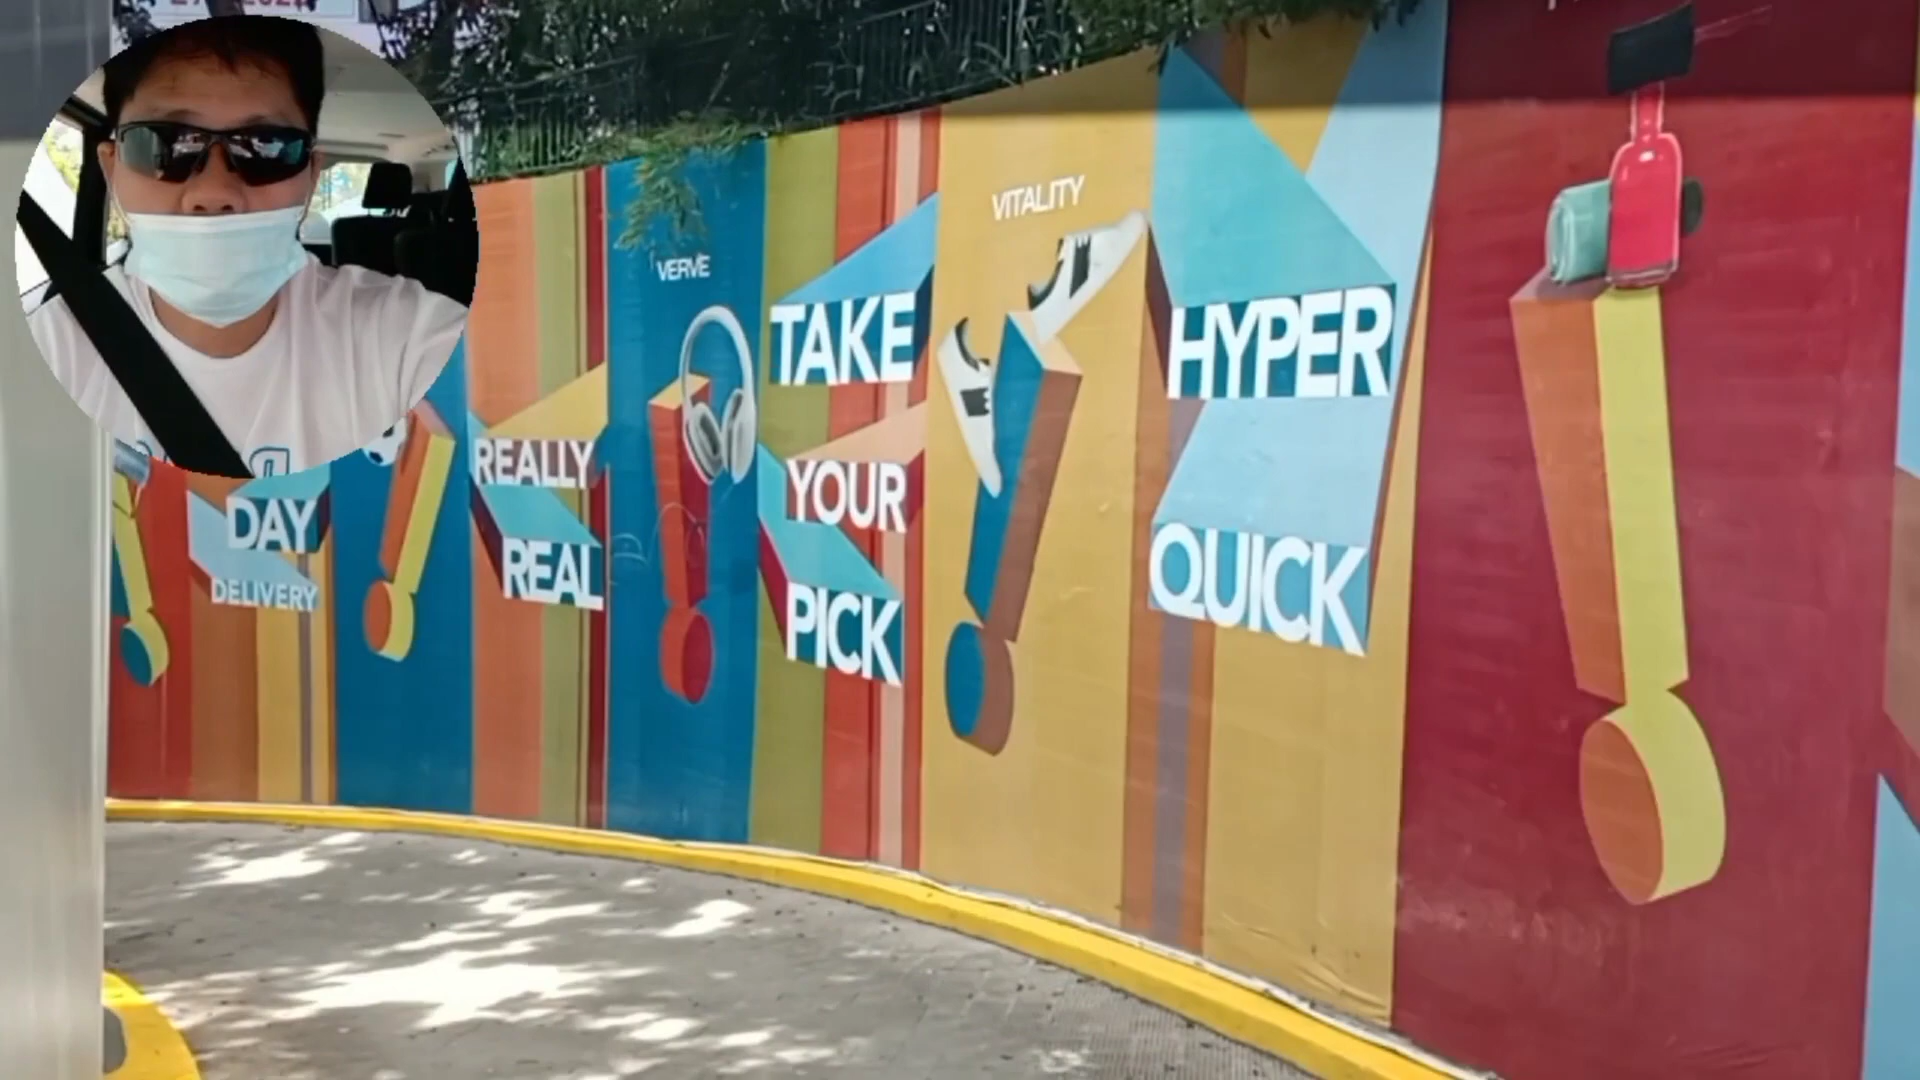 DAY
DELIVERY
REALLY
REAL
VERVE
TAKE
YOUR
PICK
VITALITY
HYPER
QUICK